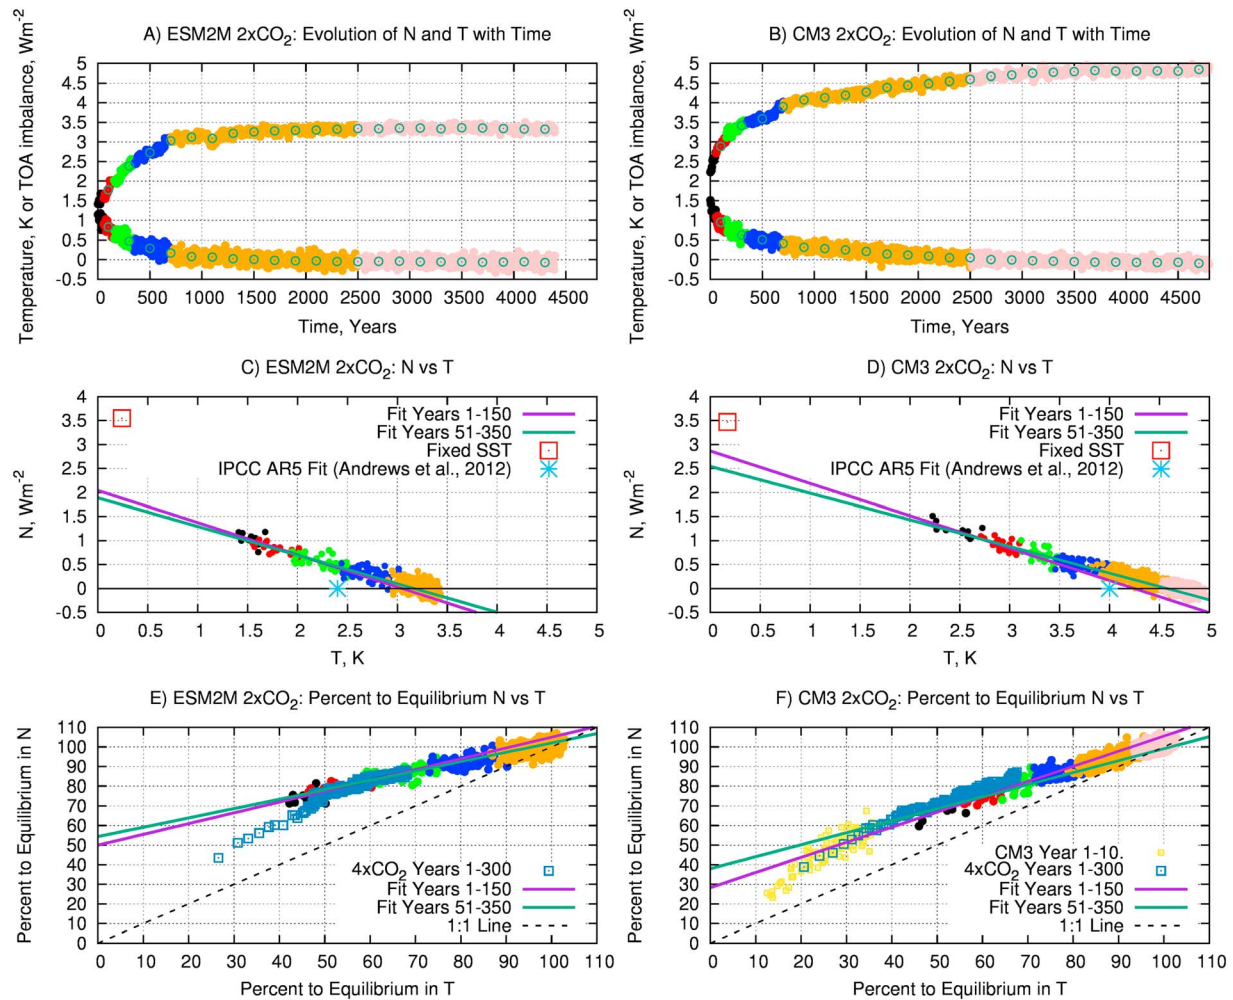 A) ESM2M 2xCO₂: Evolution of N and T with Time
Temperature, K or TOA imbalance, Wm⁻²
5
4.5
4
3.5
3
2.5
2
1.5
1
0.5
0
-0.5
0 500 1000 1500 2000 2500 3000 3500 4000 4500
Time, Years
B) CM3 2xCO₂: Evolution of N and T with Time
Temperature, K or TOA imbalance, Wm⁻²
5
4.5
4
3.5
3
2.5
2
1.5
1
0.5
0
-0.5
0 500 1000 1500 2000 2500 3000 3500 4000 4500
Time, Years
C) ESM2M 2xCO₂: N vs T
N, Wm⁻²
4
3.5
3
2.5
2
1.5
1
0.5
0
-0.5
Fit Years 1-150
Fit Years 51-350
Fixed SST
IPCC AR5 Fit (Andrews et al., 2012)
0 0.5 1 1.5 2 2.5 3 3.5 4 4.5 5
T, K
D) CM3 2xCO₂: N vs T
N, Wm⁻²
4
3.5
3
2.5
2
1.5
1
0.5
0
-0.5
Fit Years 1-150
Fit Years 51-350
Fixed SST
IPCC AR5 Fit (Andrews et al., 2012)
0 0.5 1 1.5 2 2.5 3 3.5 4 4.5 5
T, K
E) ESM2M 2xCO₂: Percent to Equilibrium N vs T
Percent to Equilibrium in N
110
100
90
80
70
60
50
40
30
20
10
0
4xCO₂ Years 1-300
Fit Years 1-150
Fit Years 51-350
1:1 Line
0 10 20 30 40 50 60 70 80 90 100 110
Percent to Equilibrium in T
F) CM3 2xCO₂: Percent to Equilibrium N vs T
Percent to Equilibrium in N
110
100
90
80
70
60
50
40
30
20
10
0
CM3 Year 1-10.
4xCO₂ Years 1-300
Fit Years 1-150
Fit Years 51-350
1:1 Line
0 10 20 30 40 50 60 70 80 90 100 110
Percent to Equilibrium in T